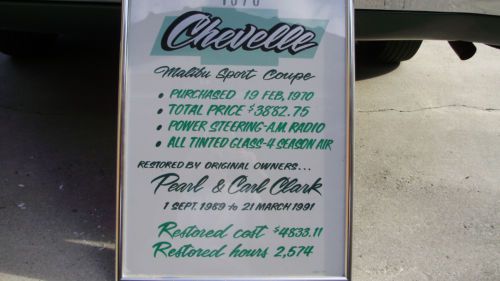 1970
Chevelle
Malibu Sport Coupe
• PURCHASED 19 FEB, 1970
• TOTAL PRICE $3882.75
• POWER STEERING-A.M. RADIO
• ALL TINTED GLASS-4 SEASON AIR
RESTORED BY ORIGINAL OWNERS...
Pearl & Carl Clark
1 SEPT. 1989 to 21 MARCH 1991
Restored cost $4833.11
Restored hours 2,574